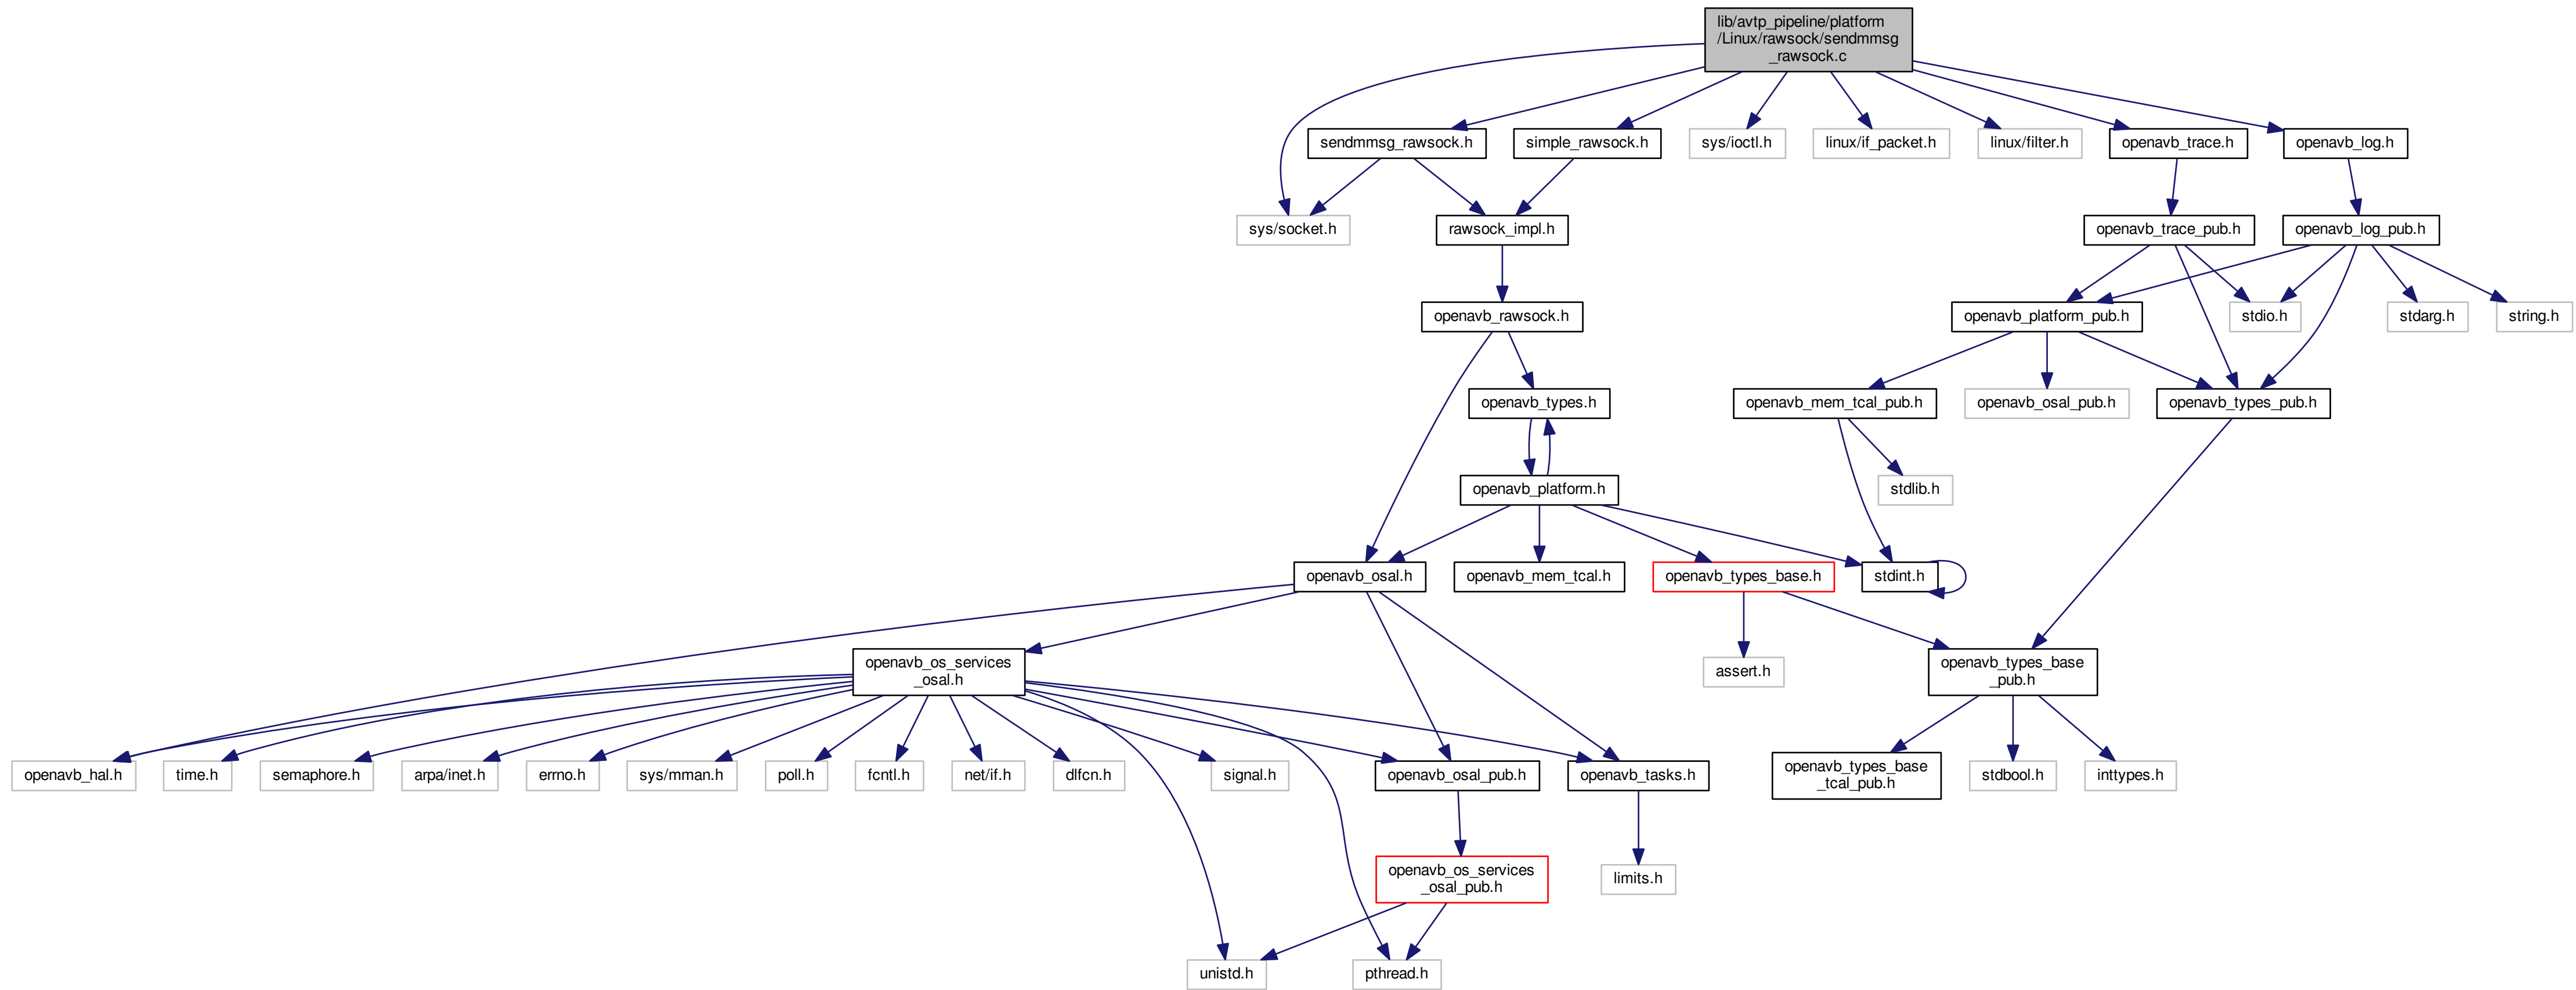 lib/avtp_pipeline/platform
/Linux/rawsock/sendmmsg
_rawsock.c
sendmmsg_rawsock.h
simple_rawsock.h
sys/ioctl.h
linux/if_packet.h
linux/filter.h
openavb_trace.h
openavb_log.h
sys/socket.h
rawsock_impl.h
openavb_trace_pub.h
openavb_log_pub.h
openavb_rawsock.h
openavb_platform_pub.h
stdio.h
stdarg.h
string.h
openavb_types.h
openavb_mem_tcal_pub.h
openavb_osal_pub.h
openavb_types_pub.h
openavb_platform.h
stdlib.h
openavb_osal.h
openavb_mem_tcal.h
openavb_types_base.h
stdint.h
openavb_os_services
_osal.h
assert.h
openavb_types_base
_pub.h
openavb_hal.h
time.h
semaphore.h
arpa/inet.h
errno.h
sys/mman.h
poll.h
fcntl.h
net/if.h
dlfcn.h
signal.h
openavb_osal_pub.h
openavb_tasks.h
openavb_types_base
_tcal_pub.h
stdbool.h
inttypes.h
openavb_os_services
_osal_pub.h
limits.h
unistd.h
pthread.h